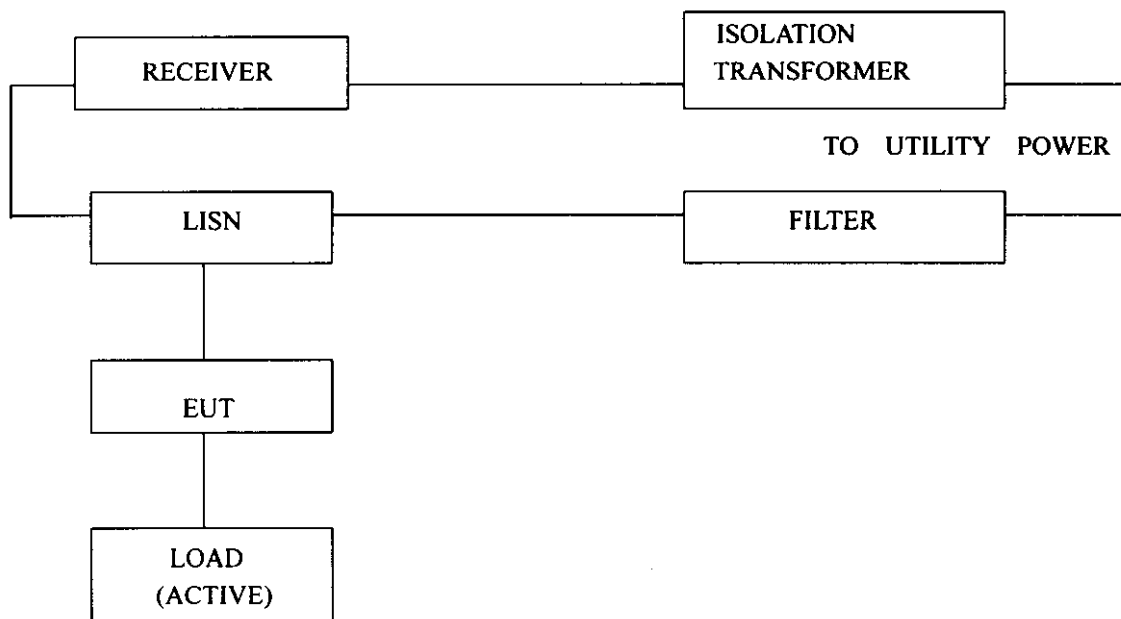 RECEIVER
ISOLATION
TRANSFORMER
TO UTILITY POWER
LISN
FILTER
EUT
LOAD
(ACTIVE)